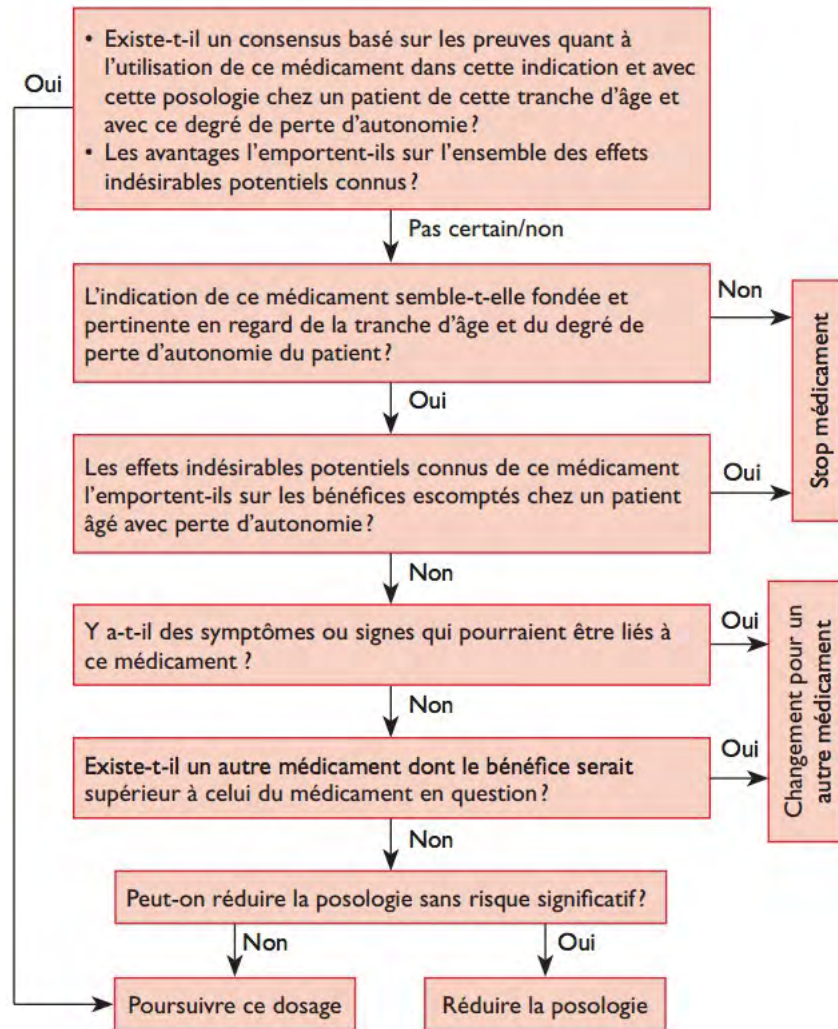 • Existe-t-il un consensus basé sur les preuves quant à
l'utilisation de ce médicament dans cette indication et avec
cette posologie chez un patient de cette tranche d'âge et
avec ce degré de perte d'autonomie ?
• Les avantages l'emportent-ils sur l'ensemble des effets
indésirables potentiels connus ?
Oui
Pas certain/non
L'indication de ce médicament semble-t-elle fondée et
pertinente en regard de la tranche d'âge et du degré de
perte d'autonomie du patient ?
Non
Stop médicament
Oui
Les effets indésirables potentiels connus de ce médicament
l'emportent-ils sur les bénéfices escomptés chez un patient
âgé avec perte d'autonomie ?
Oui
Non
Y a-t-il des symptômes ou signes qui pourraient être liés à
ce médicament ?
Oui
Changement pour un
autre médicament
Non
Existe-t-il un autre médicament dont le bénéfice serait
supérieur à celui du médicament en question ?
Oui
Non
Peut-on réduire la posologie sans risque significatif ?
Non
Oui
Poursuivre ce dosage
Réduire la posologie